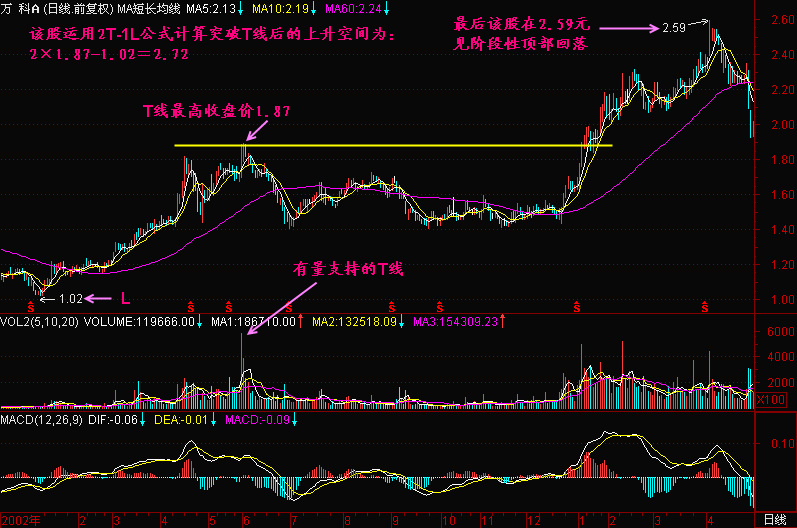 万 科A (日线.前复权) MA短长均线 MA5:2.13↓ MA10:2.19↓ MA60:2.24↓
该股运用2T-1L公式计算突破T线后的上升空间为:
2×1.87-1.02=2.72
最后该股在2.59元
见阶段性顶部回落
2.59
2.60
2.40
2.20
2.00
1.80
1.60
1.40
1.20
1.00
T线最高收盘价1.87
有量支持的T线
1.02
L
S S S S S S S S
VOL2(5,10,20) VOLUME:119666.00↓ MA1:186710.00↑ MA2:132518.09↓ MA3:154309.23↑
6000
4000
2000
X100
MACD(12,26,9) DIF:-0.06↓ DEA:-0.01↓ MACD:-0.09↓
0.10
2002年 2 3 4 5 6 7 8 9 10 11 1 2 3 4 日线